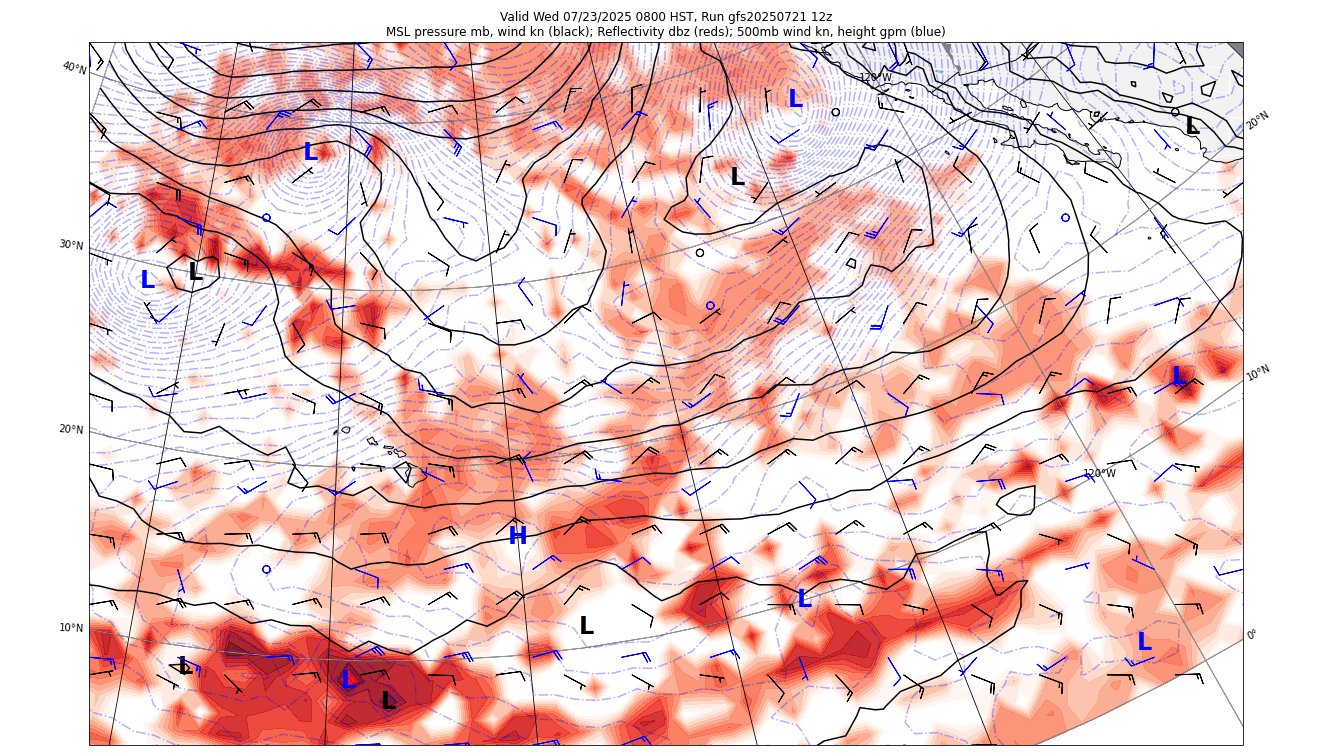 Valid Wed 07/23/2025 0800 HST, Run gfs20250721 12z
MSL pressure mb, wind kn (black); Reflectivity dbz (reds); 500mb wind kn, height gpm (blue)
40°N
120°W
L
L
20°N
L
L
30°N
L
L
10°N
L
20°N
120°W
H
L
10°N
L
0°
L
L
L
L